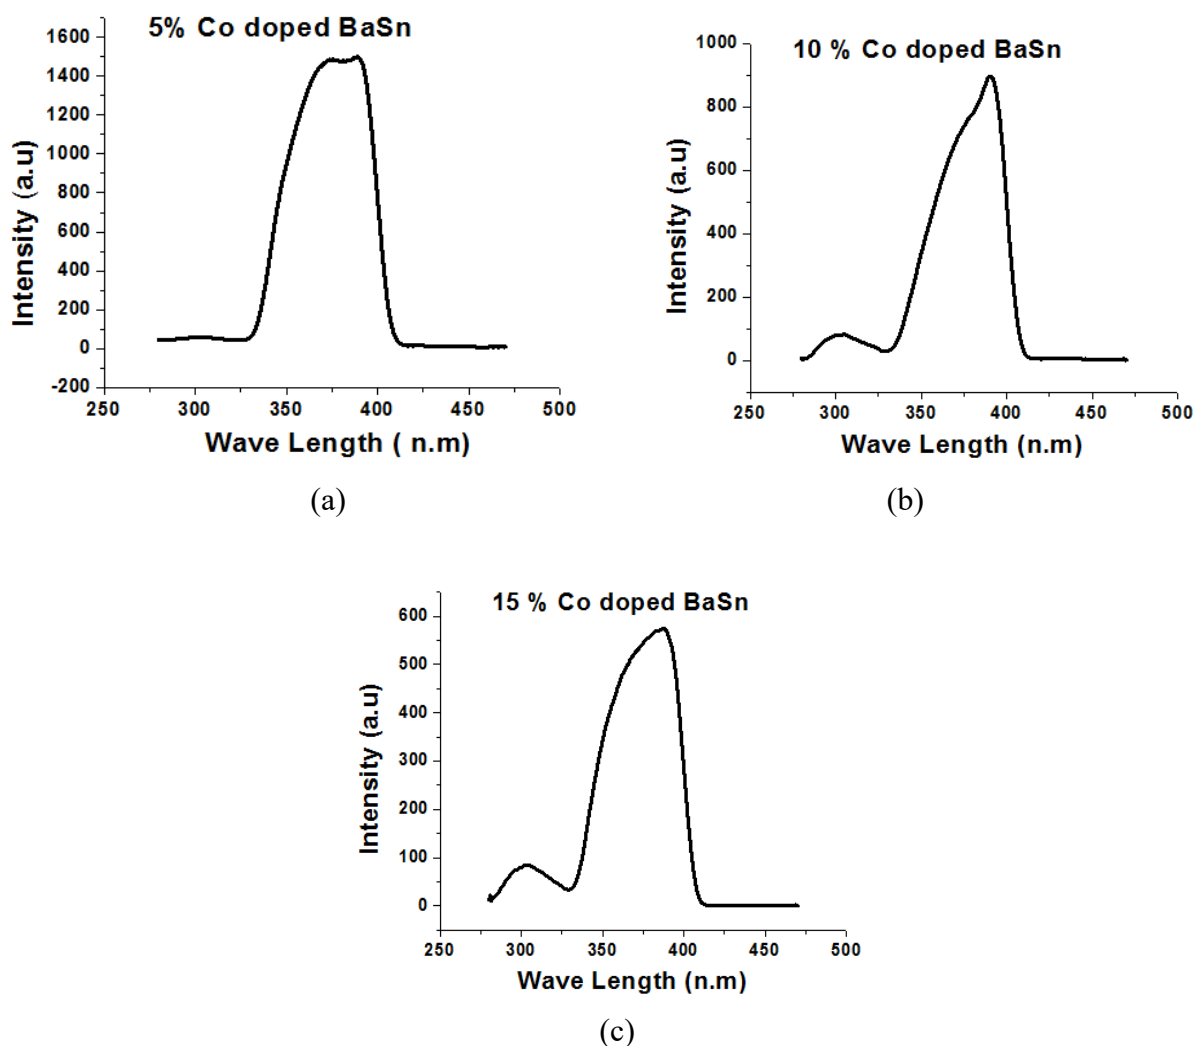 5% Co doped BaSn
1600
1400
1200
1000
800
600
400
200
0
-200
Intensity (a.u)
250 300 350 400 450 500
Wave Length ( n.m)
(a)
10 % Co doped BaSn
1000
800
600
400
200
0
Intensity (a.u)
250 300 350 400 450 500
Wave Length (n.m)
(b)
15 % Co doped BaSn
600
500
400
300
200
100
0
Intensity (a.u)
250 300 350 400 450 500
Wave Length (n.m)
(c)